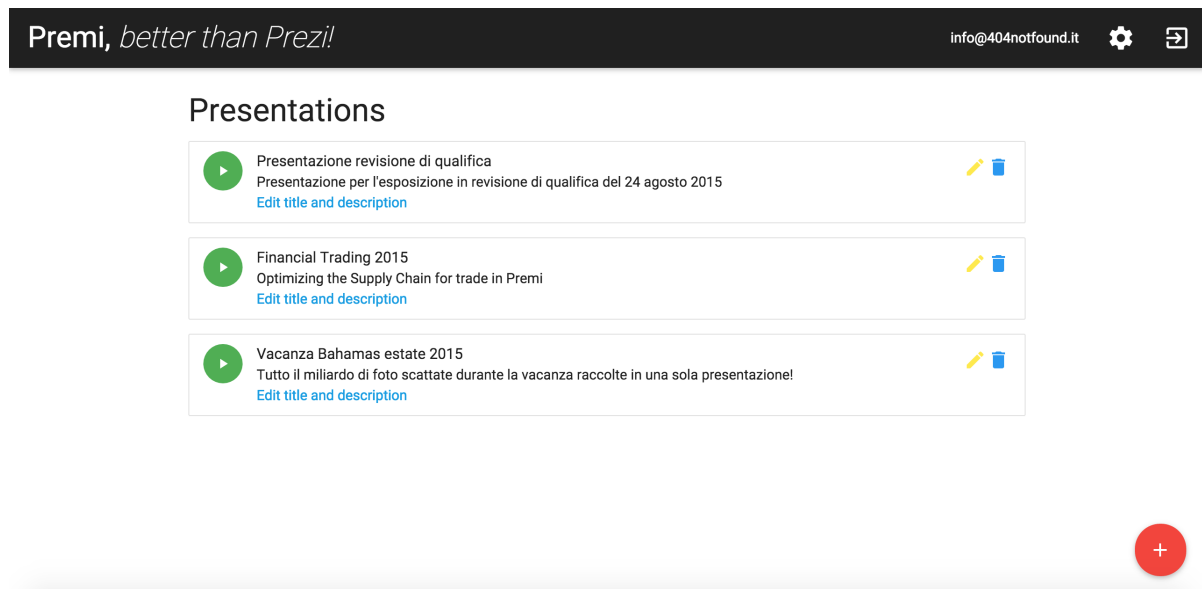 Premi, better than Prezi!
info@404notfound.it
Presentations
Presentazione revisione di qualifica
Presentazione per l'esposizione in revisione di qualifica del 24 agosto 2015
Edit title and description
Financial Trading 2015
Optimizing the Supply Chain for trade in Premi
Edit title and description
Vacanza Bahamas estate 2015
Tutto il miliardo di foto scattate durante la vacanza raccolte in una sola presentazione!
Edit title and description